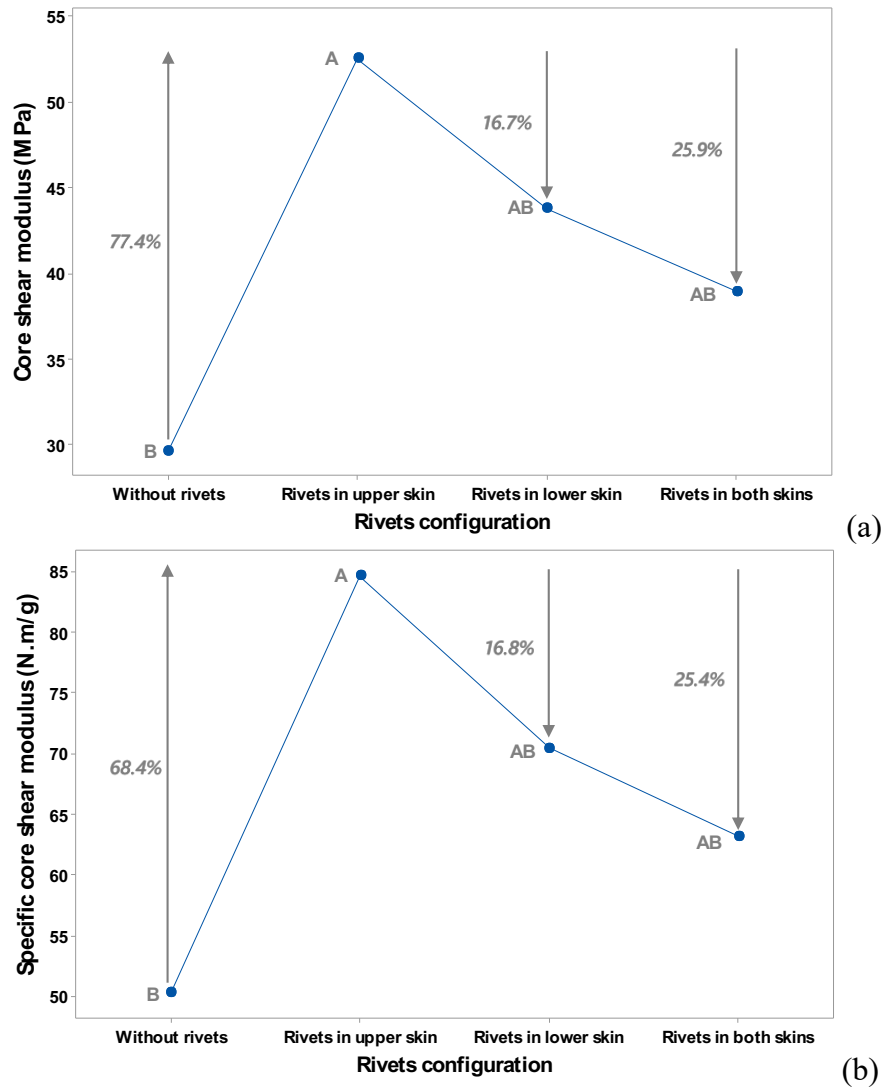 55
50
45
40
35
30
Core shear modulus (MPa)
A
B
AB
AB
77.4%
16.7%
25.9%
Without rivets
Rivets in upper skin
Rivets in lower skin
Rivets in both skins
Rivets configuration
(a)
85
80
75
70
65
60
55
50
Specific core shear modulus (N.m/g)
A
B
AB
AB
68.4%
16.8%
25.4%
Without rivets
Rivets in upper skin
Rivets in lower skin
Rivets in both skins
Rivets configuration
(b)